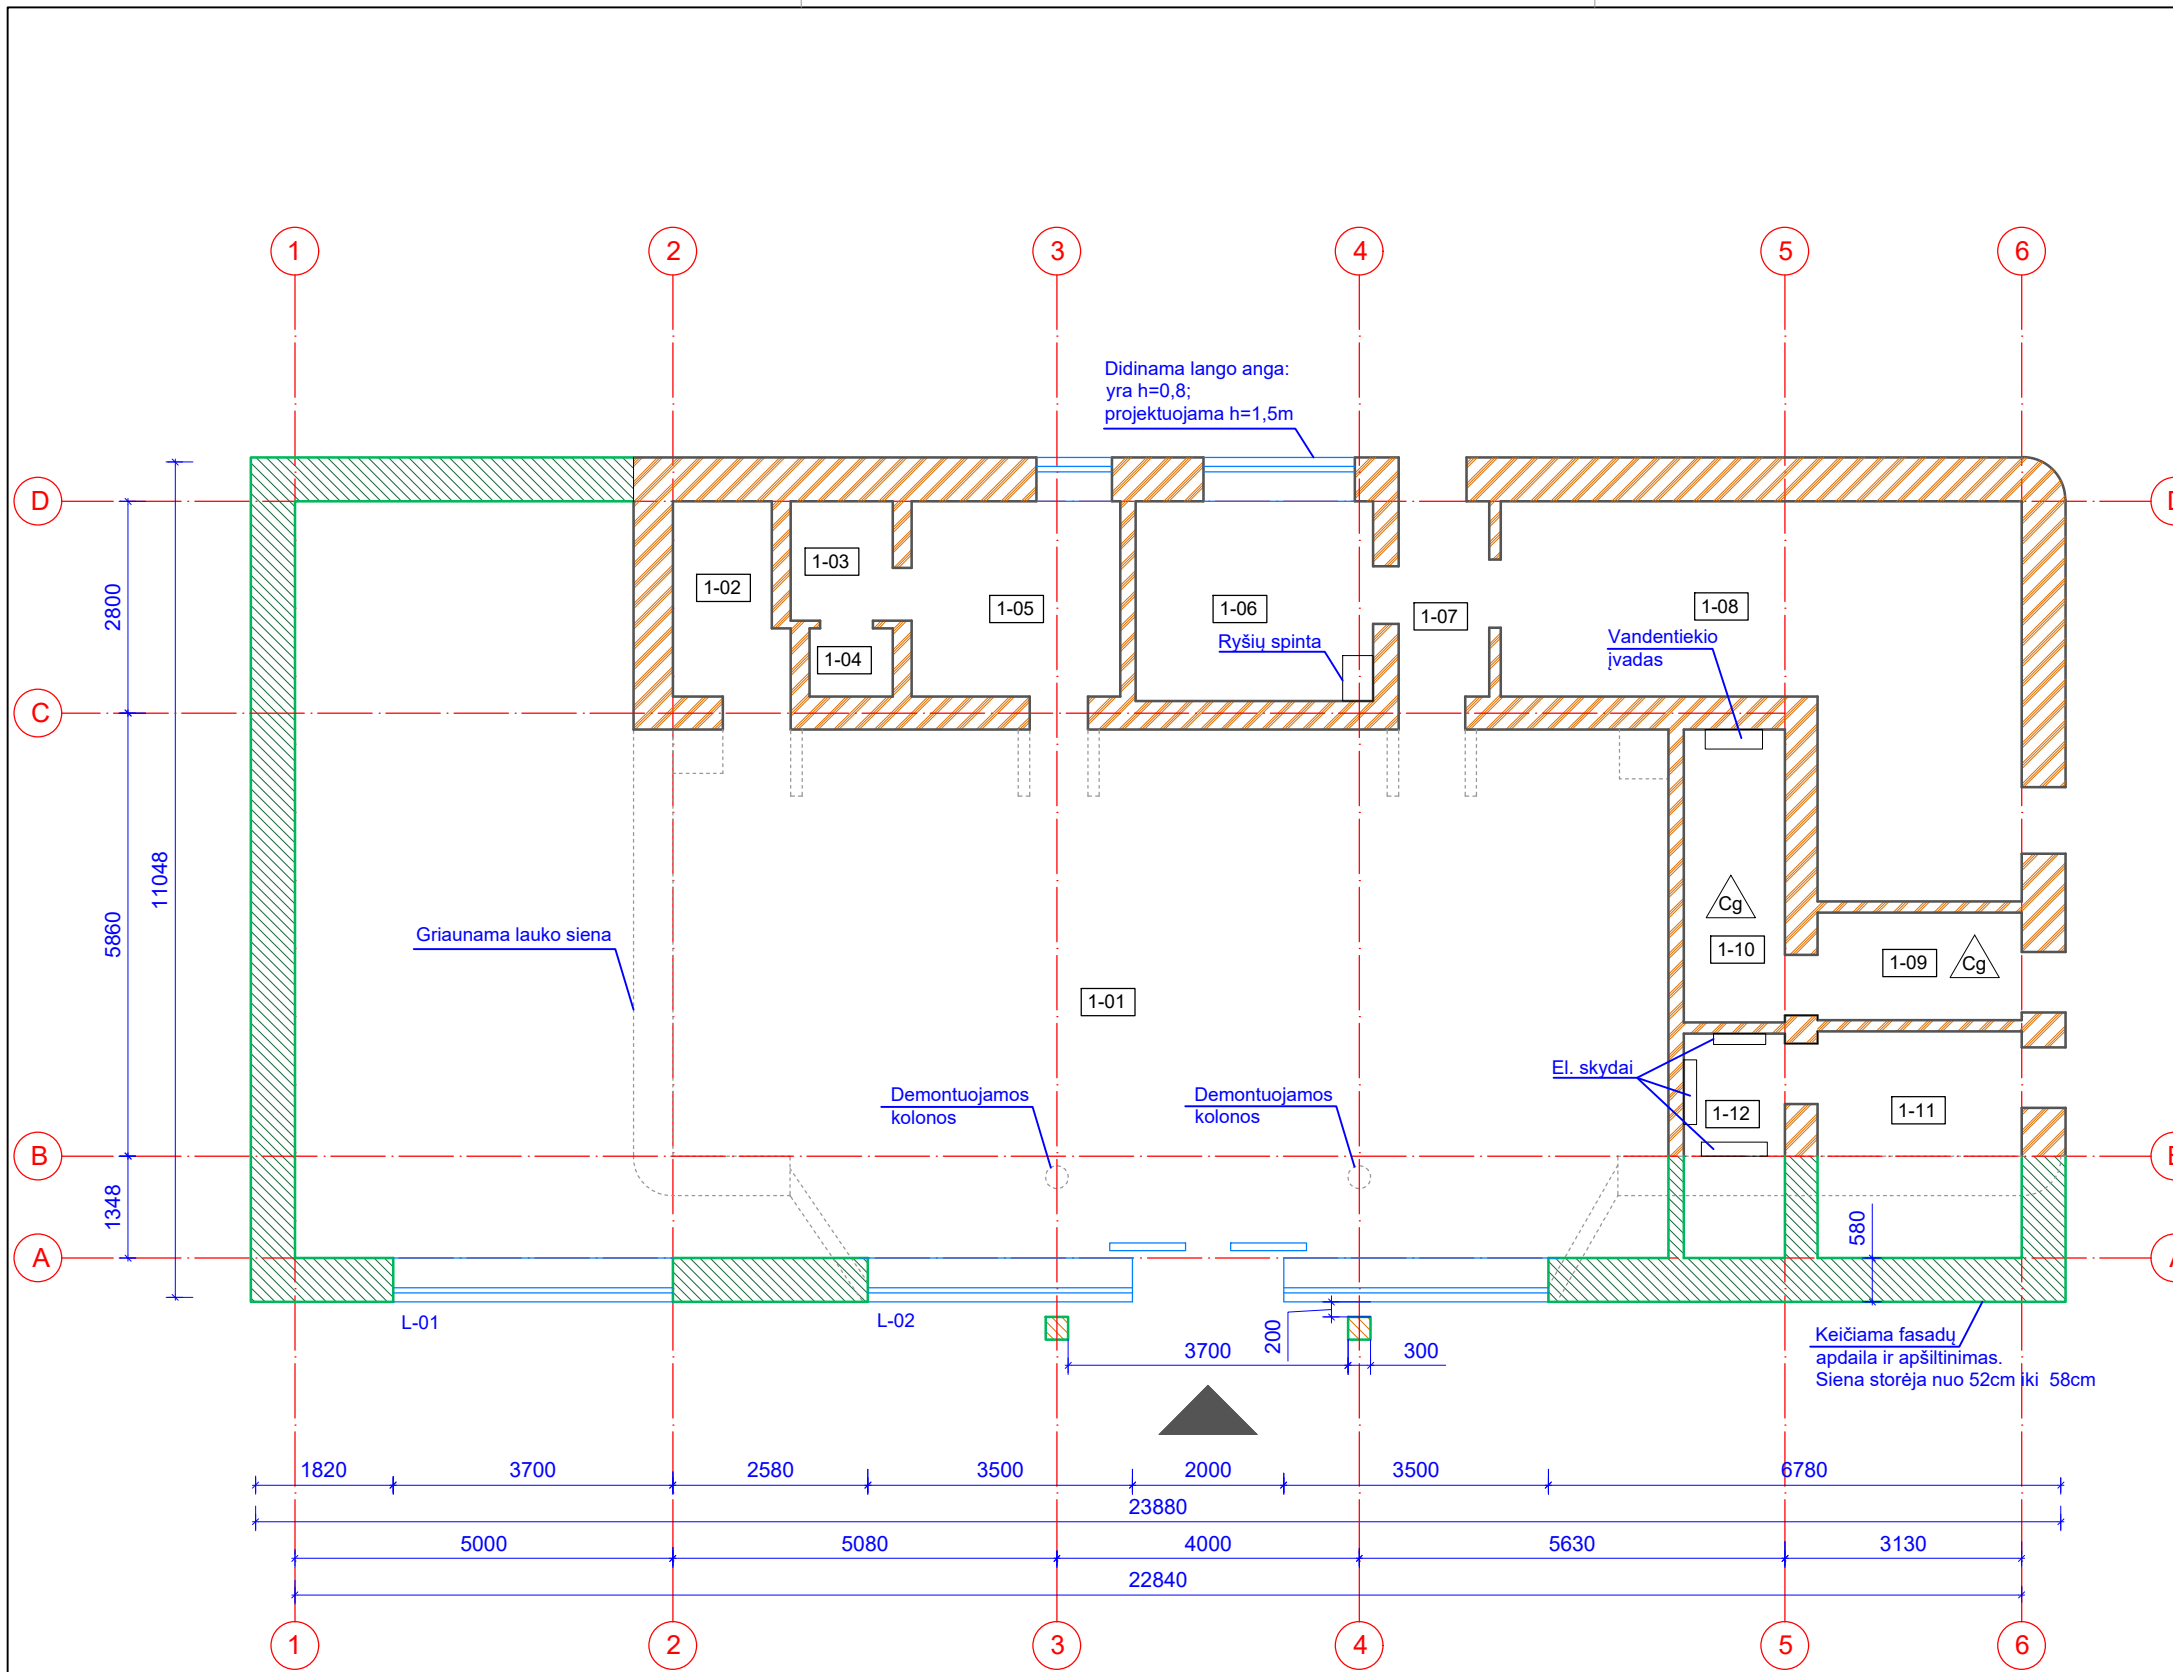 1
2
3
4
5
6
Didinama lango anga:
yra h=0,8;
projektuojama h=1,5m
D
1-02
1-03
1-04
1-05
1-06
1-07
1-08
Ryšių spinta
Vandentiekio
įvadas
2800
C
11048
5860
Griaunama lauko siena
Cg
1-10
1-09
Cg
1-01
El. skydai
Demontuojamos
kolonos
Demontuojamos
kolonos
1-12
1-11
B
1348
A
580
L-01
L-02
200
3700
300
Keičiama fasadų
apdaila ir apšiltinimas.
Siena storėja nuo 52cm iki 58cm
1820
3700
2580
3500
2000
3500
6780
23880
5000
5080
4000
5630
3130
22840
1
2
3
4
5
6